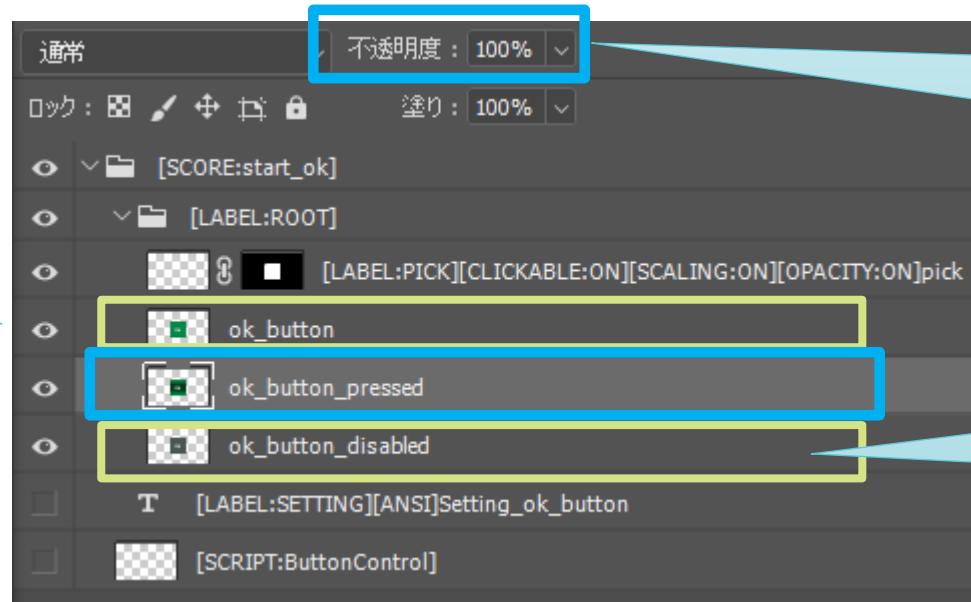 通常 不透明度： 100%
ロック： 塗り： 100%
[SCORE:start_ok]
[LABEL:ROOT]
[LABEL:PICK][CLICKABLE:ON][SCALING:ON][OPACITY:ON]pick
ok_button
ok_button_pressed
ok_button_disabled
T [LABEL:SETTING][ANSI]Setting_ok_button
[SCRIPT:ButtonControl]